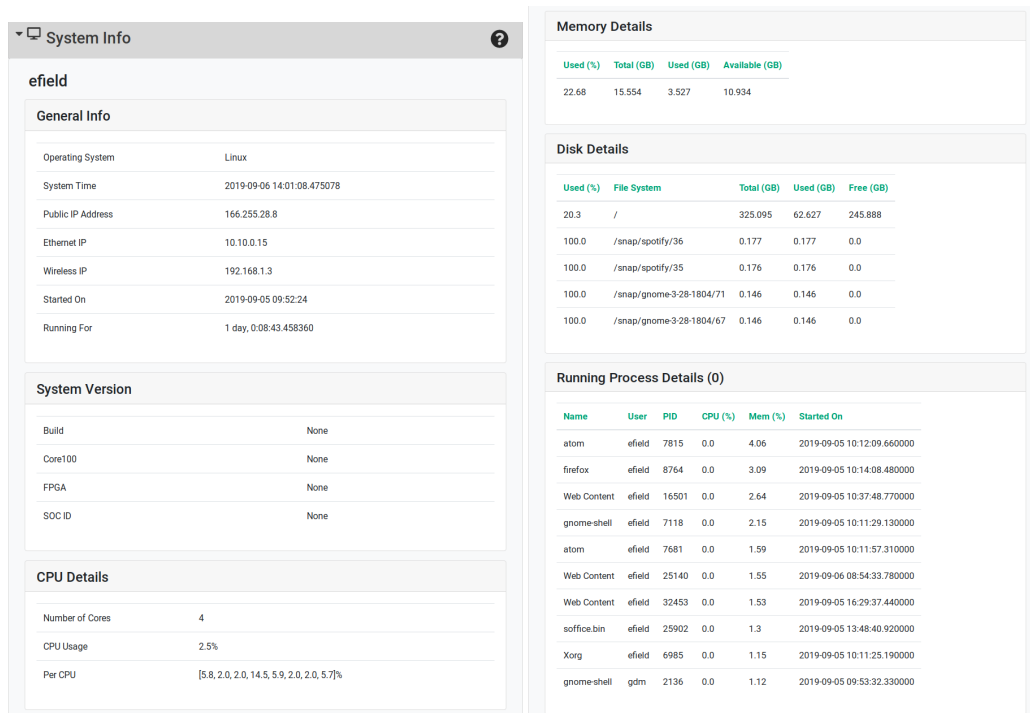 System Info
efield
General Info
Operating System Linux
System Time 2019-09-06 14:01:08.475078
Public IP Address 166.255.28.8
Ethernet IP 10.10.0.15
Wireless IP 192.168.1.3
Started On 2019-09-05 09:52:24
Running For 1 day, 0:08:43.458360
System Version
Build None
Core100 None
FPGA None
SOC ID None
CPU Details
Number of Cores 4
CPU Usage 2.5%
Per CPU [5.8, 2.0, 2.0, 14.5, 5.9, 2.0, 2.0, 5.7]%
Memory Details
Used (%) Total (GB) Used (GB) Available (GB)
22.68 15.554 3.527 10.934
Disk Details
Used (%) File System Total (GB) Used (GB) Free (GB)
20.3 / 325.095 62.627 245.888
100.0 /snap/spotify/36 0.177 0.177 0.0
100.0 /snap/spotify/35 0.176 0.176 0.0
100.0 /snap/gnome-3-28-1804/71 0.146 0.146 0.0
100.0 /snap/gnome-3-28-1804/67 0.146 0.146 0.0
Running Process Details (0)
Name User PID CPU (%) Mem (%) Started On
atom efield 7815 0.0 4.06 2019-09-05 10:12:09.660000
firefox efield 8764 0.0 3.09 2019-09-05 10:14:08.480000
Web Content efield 16501 0.0 2.64 2019-09-05 10:37:48.770000
gnome-shell efield 7118 0.0 2.15 2019-09-05 10:11:29.130000
atom efield 7681 0.0 1.59 2019-09-05 10:11:57.310000
Web Content efield 25140 0.0 1.55 2019-09-06 08:54:33.780000
Web Content efield 32453 0.0 1.53 2019-09-05 16:29:37.440000
soffice.bin efield 25902 0.0 1.3 2019-09-05 13:48:40.920000
Xorg efield 6985 0.0 1.15 2019-09-05 10:11:25.190000
gnome-shell gdm 2136 0.0 1.12 2019-09-05 09:53:32.330000